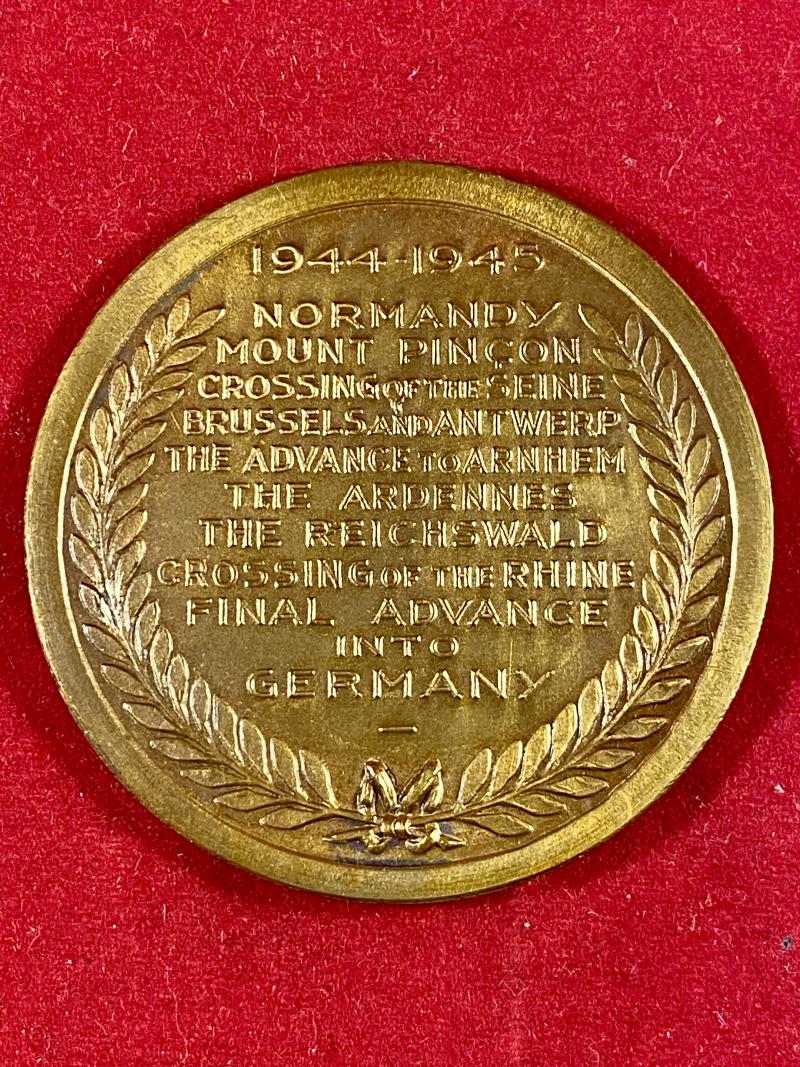 1944-1945
NORMANDY
MOUNT PINÇON
CROSSING OF THE SEINE
BRUSSELS AND ANTWERP
THE ADVANCE TO ARNHEM
THE ARDENNES
THE REICHSWALD
CROSSING OF THE RHINE
FINAL ADVANCE
INTO
GERMANY